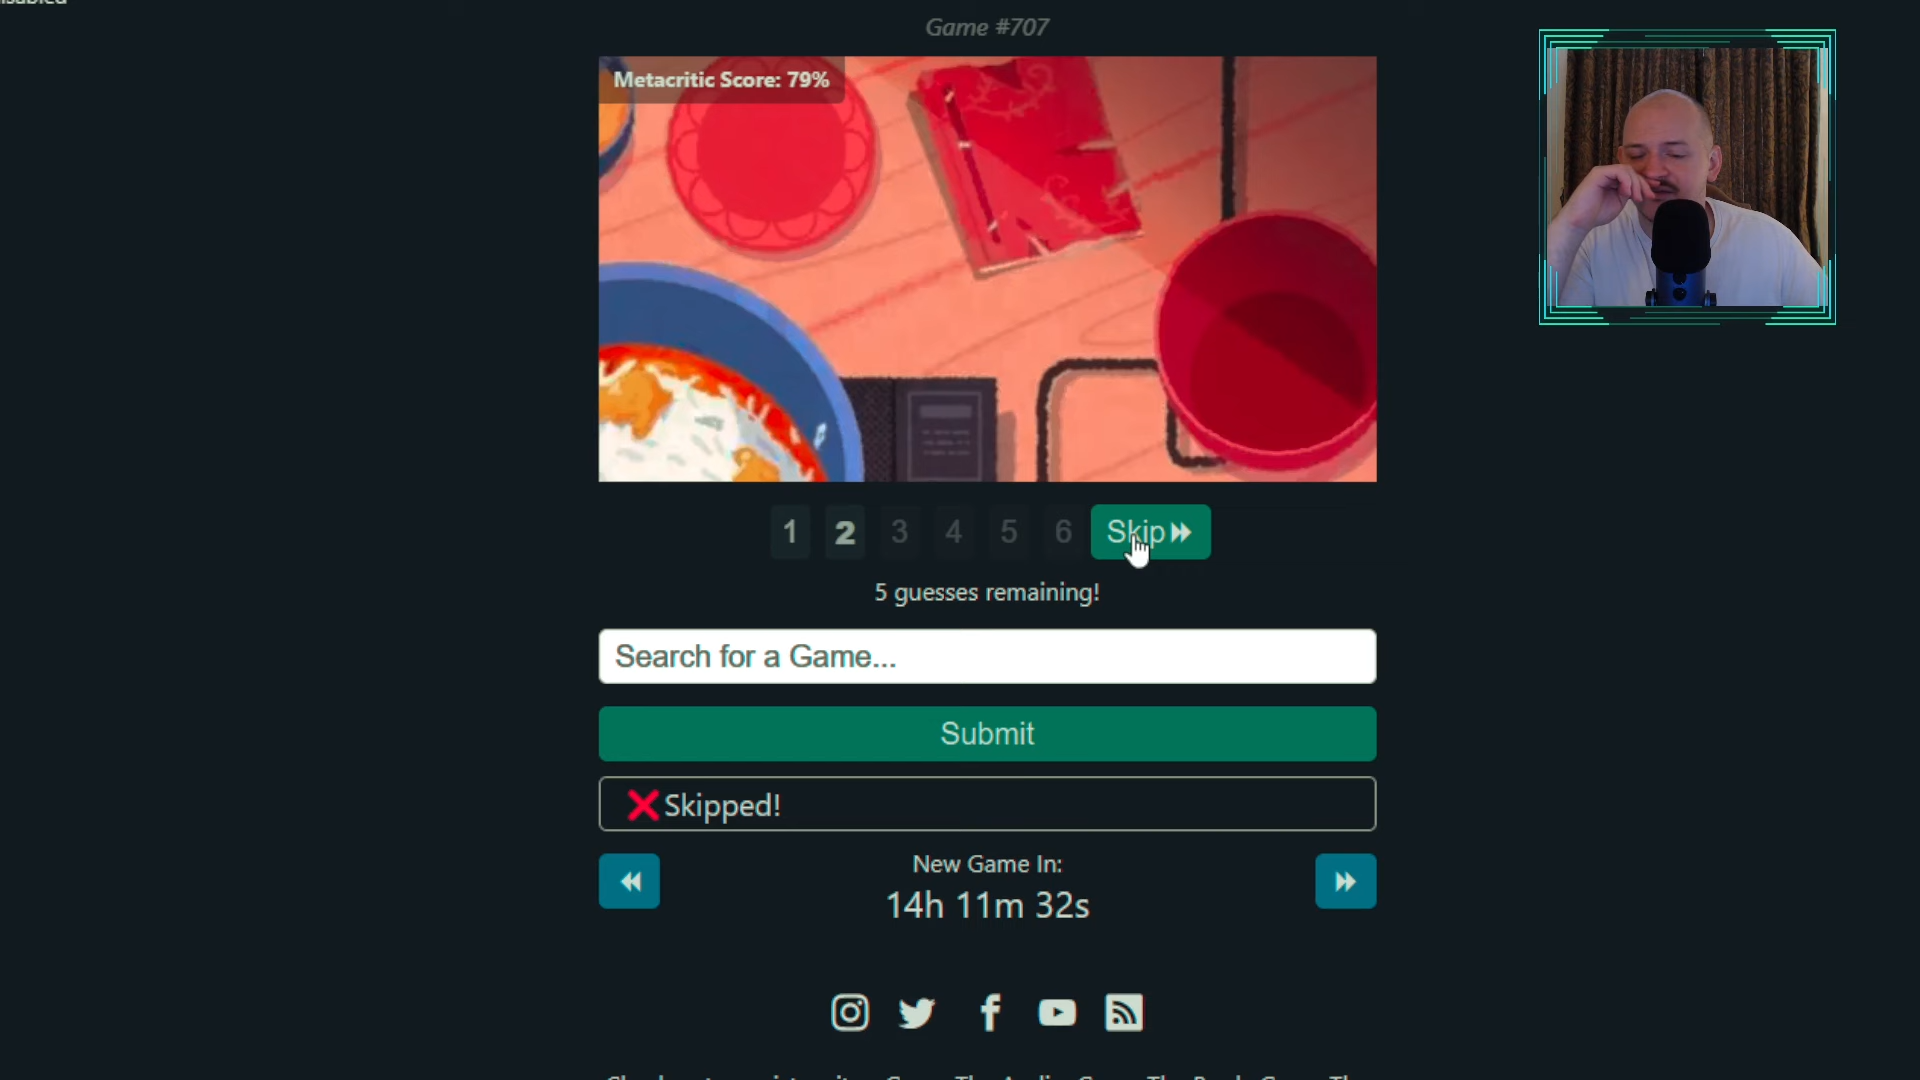 Game #707
Metacritic Score: 79%
1 2 3 4 5 6 Skip
5 guesses remaining!
Search for a Game...
Submit
Skipped!
New Game In:
14h 11m 32s